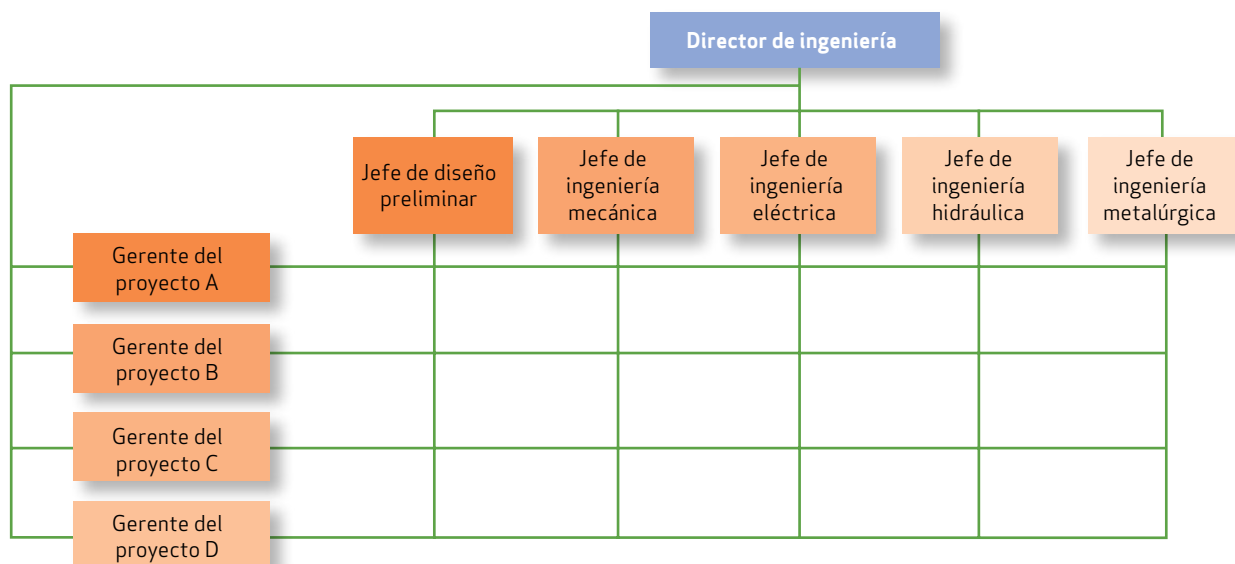 Director de ingeniería
Jefe de diseño
preliminar
Jefe de
ingeniería
mecánica
Jefe de
ingeniería
eléctrica
Jefe de
ingeniería
hidráulica
Jefe de
ingeniería
metalúrgica
Gerente del
proyecto A
Gerente del
proyecto B
Gerente del
proyecto C
Gerente del
proyecto D